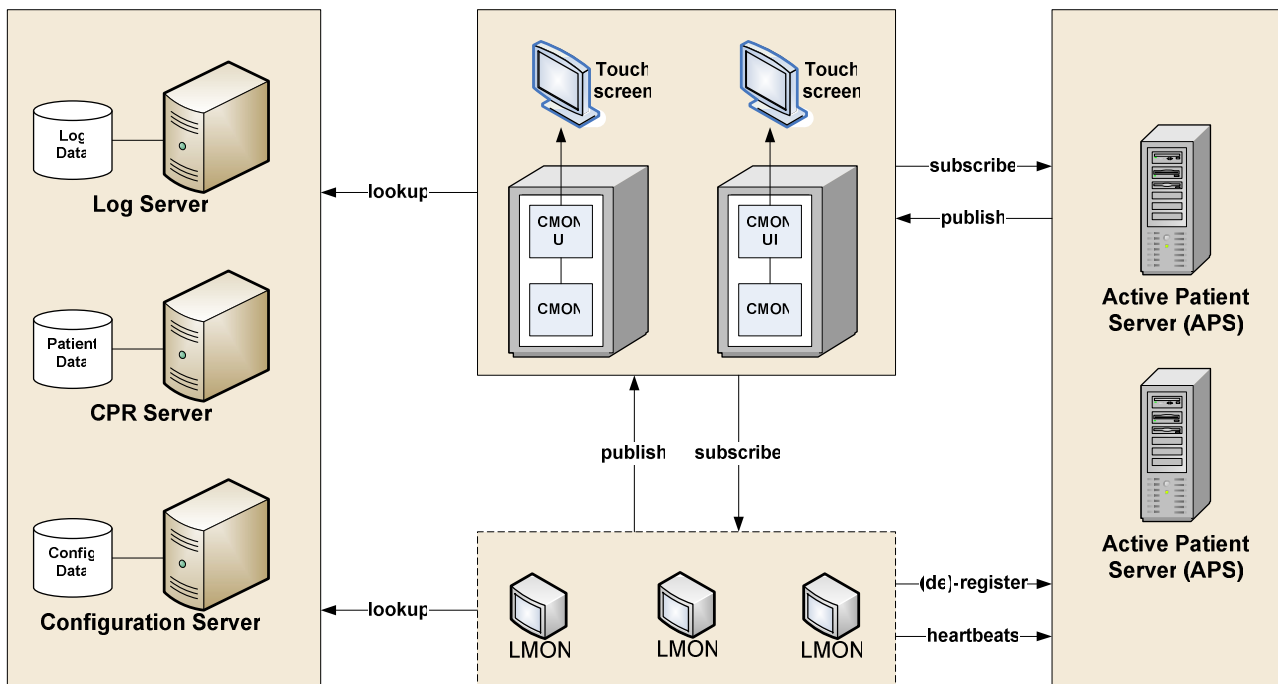 Log
Data
Log Server
Patient
Data
CPR Server
Config
Data
Configuration Server
lookup
lookup
Touch
screen
Touch
screen
CMON
U
CMON
CMON
UI
CMON
publish
subscribe
LMON
LMON
LMON
subscribe
publish
(de)-register
heartbeats
Active Patient
Server (APS)
Active Patient
Server (APS)